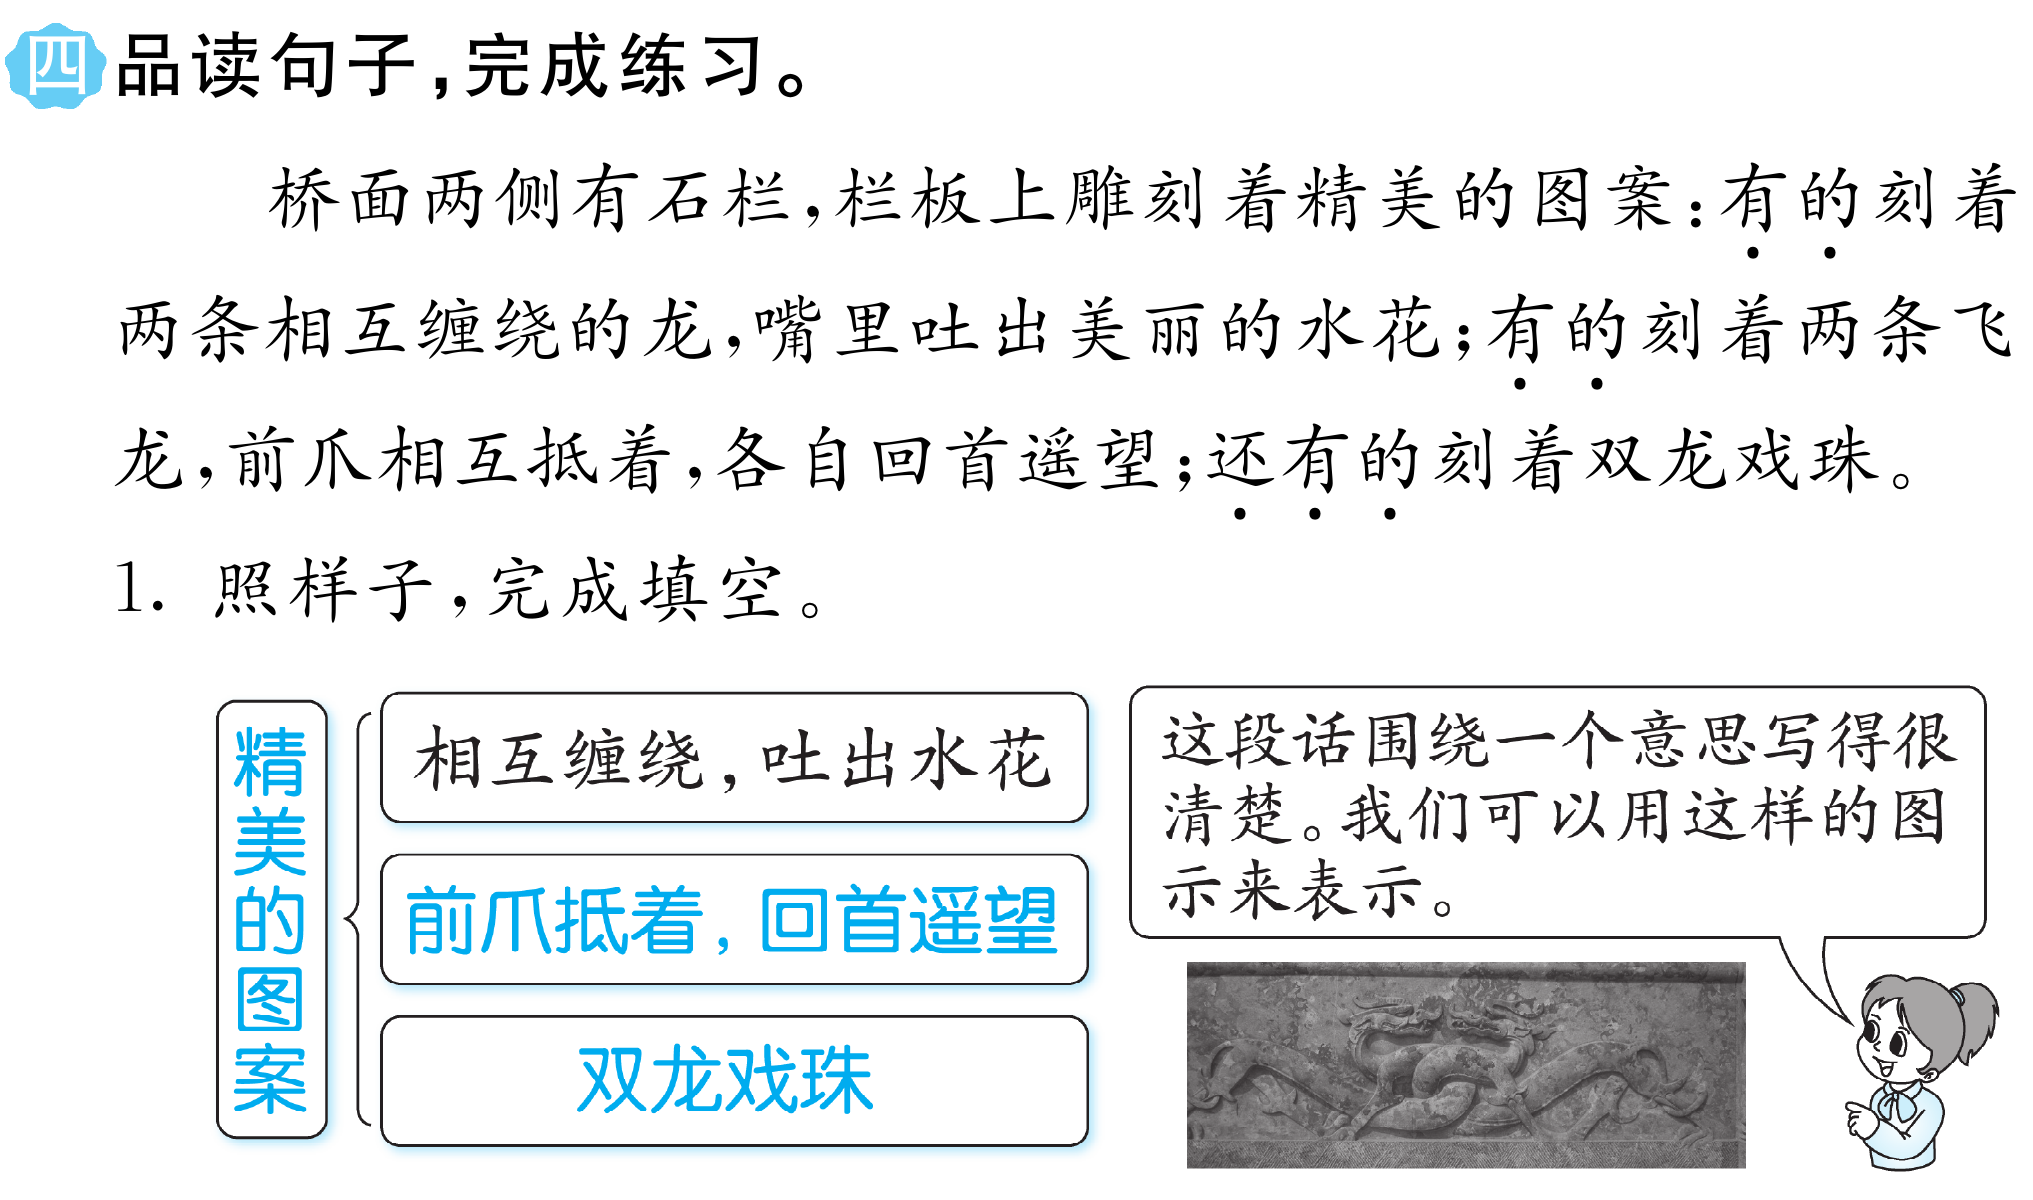 四 品读句子,完成练习。
桥面两侧有石栏,栏板上雕刻着精美的图案:有的刻着
两条相互缠绕的龙,嘴里吐出美丽的水花;有的刻着两条飞
龙,前爪相互抵着,各自回首遥望;还有的刻着双龙戏珠。
1. 照样子,完成填空。
精美的图案
相互缠绕,吐出水花
前爪抵着,回首遥望
双龙戏珠
这段话围绕一个意思写得很
清楚。我们可以用这样的图
示来表示。